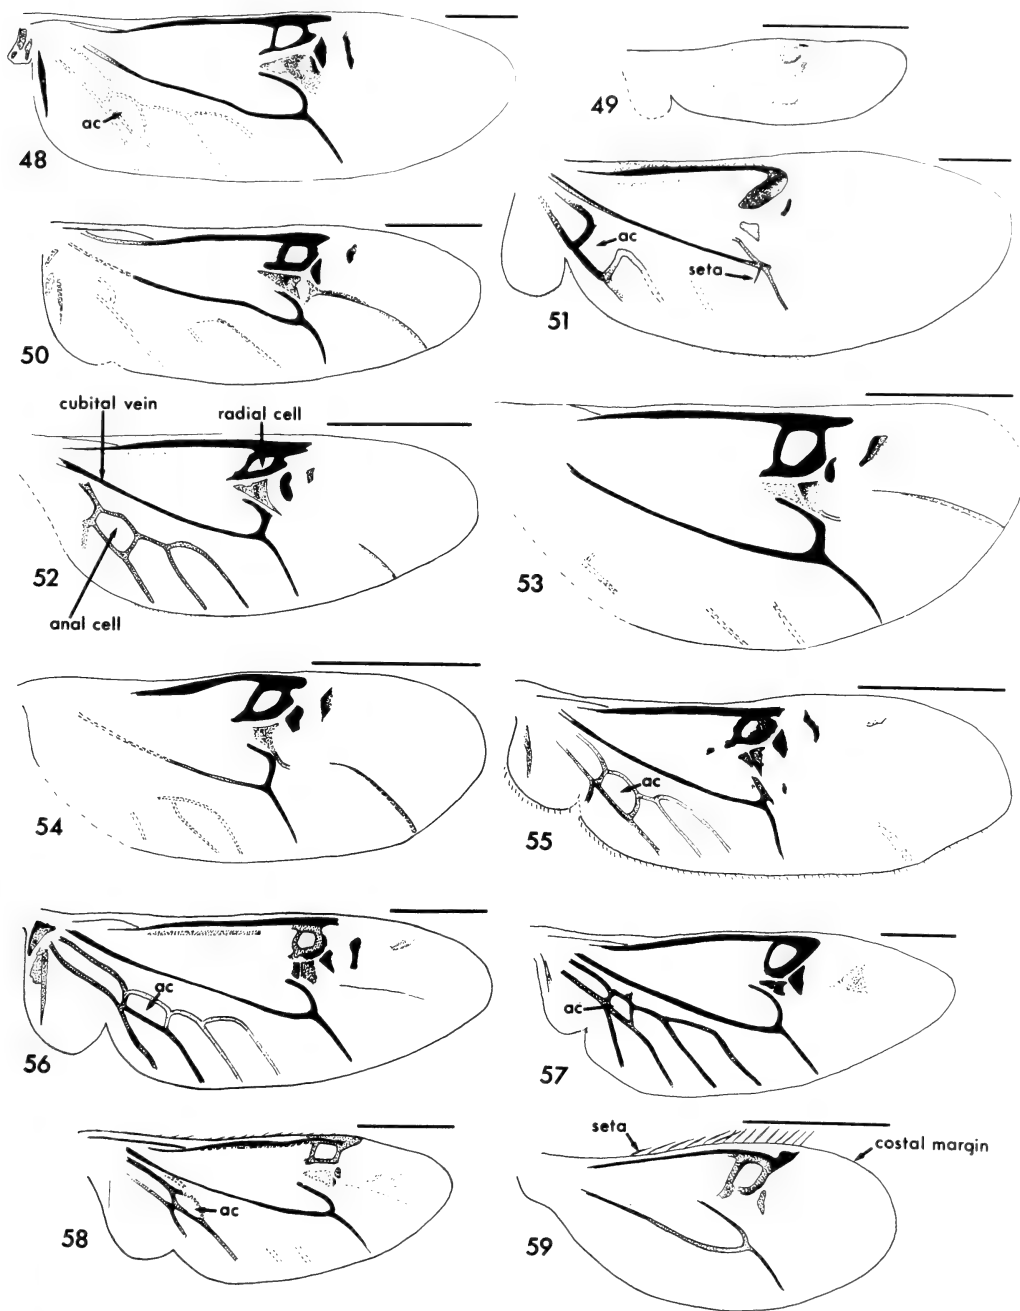 48
ac
49
50
51
ac
seta
52
cubital vein
radial cell
anal cell
53
54
55
ac
56
ac
57
ac
58
ac
59
seta
costal margin